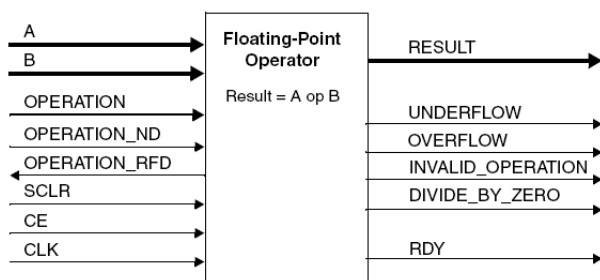 A
B
OPERATION
OPERATION_ND
OPERATION_RFD
SCLR
CE
CLK
Floating-Point
Operator
Result = A op B
RESULT
UNDERFLOW
OVERFLOW
INVALID_OPERATION
DIVIDE_BY_ZERO
RDY